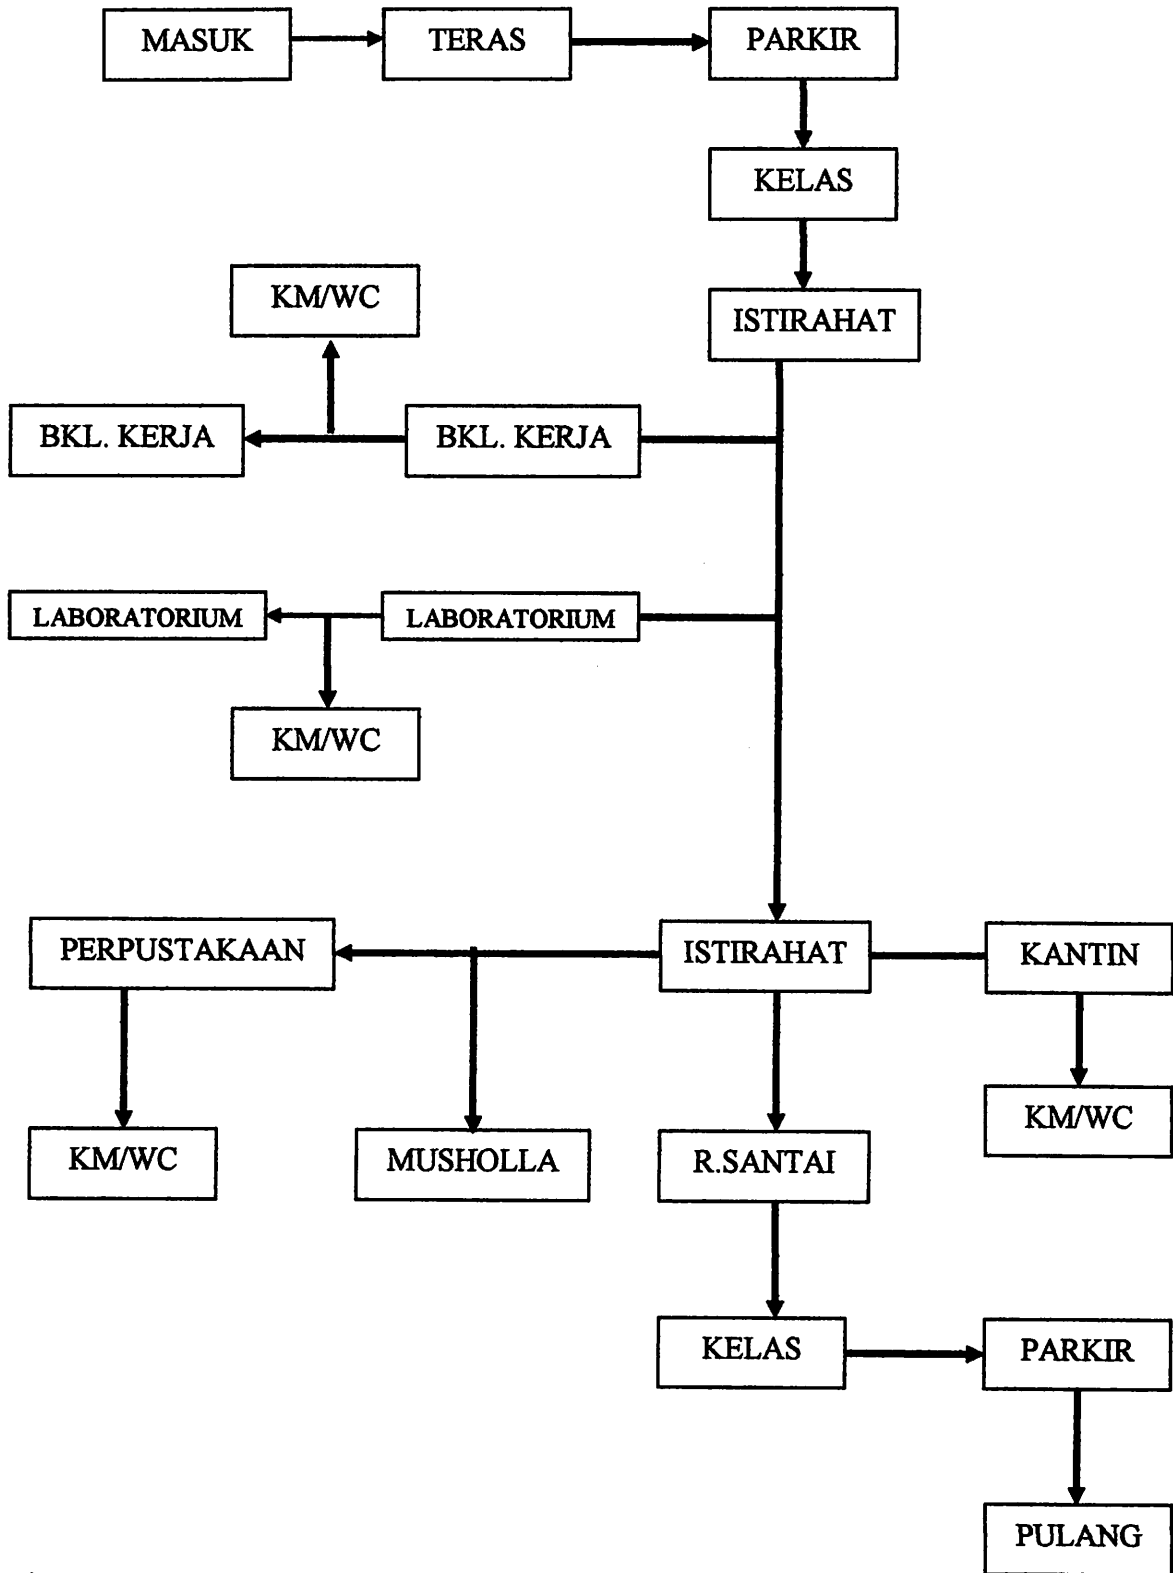 MASUK
TERAS
PARKIR
KELAS
ISTIRAHAT
KM/WC
BKL. KERJA
BKL. KERJA
LABORATORIUM
LABORATORIUM
KM/WC
PERPUSTAKAAN
ISTIRAHAT
KANTIN
KM/WC
MUSHOLLA
R.SANTAI
KM/WC
KELAS
PARKIR
PULANG